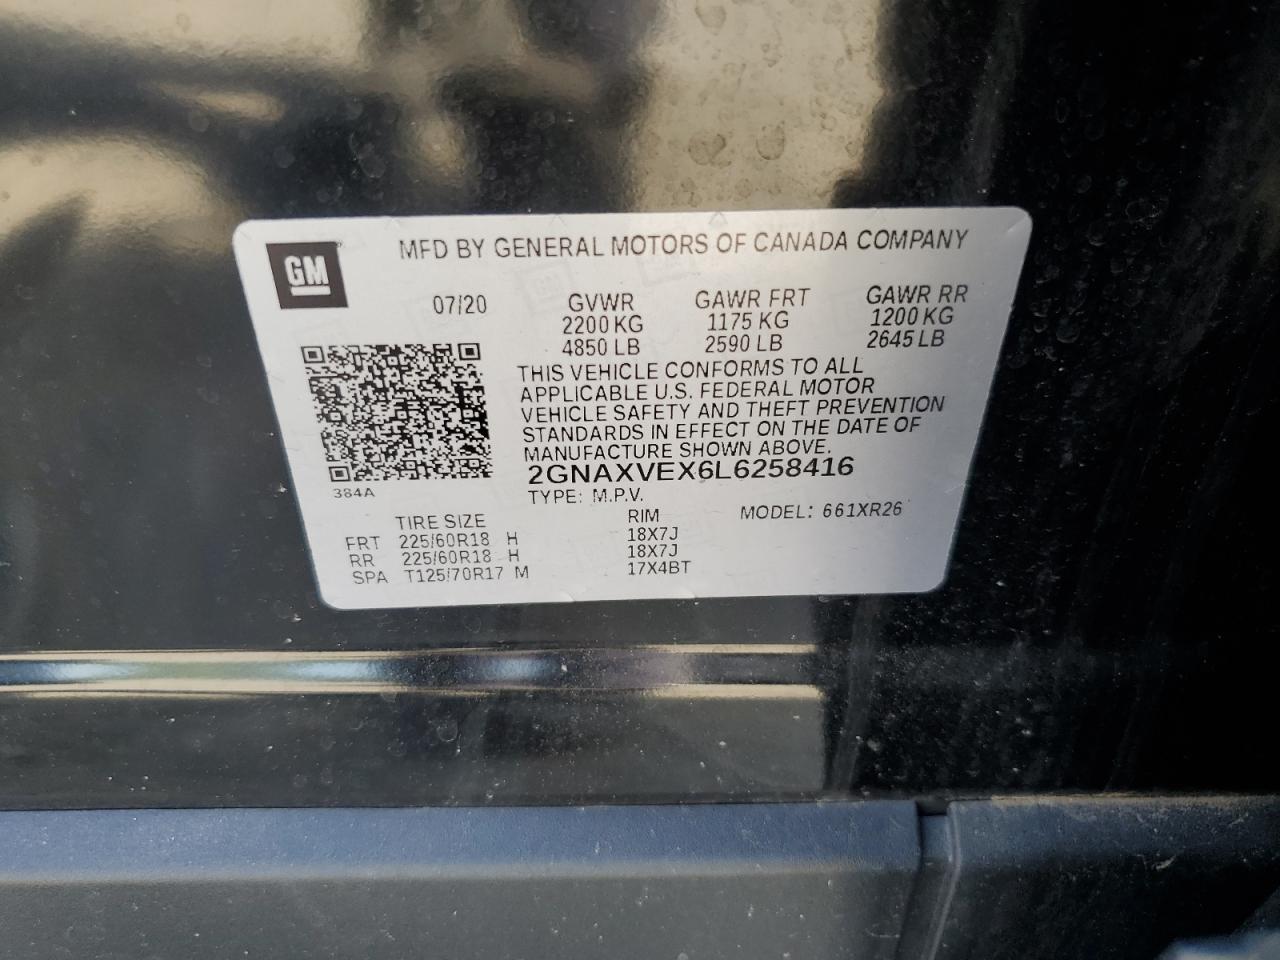 GM
MFD BY GENERAL MOTORS OF CANADA COMPANY
07/20 GVWR GAWR FRT GAWR RR
2200 KG 1175 KG 1200 KG
4850 LB 2590 LB 2645 LB
THIS VEHICLE CONFORMS TO ALL
APPLICABLE U.S. FEDERAL MOTOR
VEHICLE SAFETY AND THEFT PREVENTION
STANDARDS IN EFFECT ON THE DATE OF
MANUFACTURE SHOWN ABOVE.
2GNAXVEX6L6258416
384A TYPE: M.P.V.
TIRE SIZE RIM MODEL: 661XR26
FRT 225/60R18 H 18X7J
RR 225/60R18 H 18X7J
SPA T125/70R17 M 17X4BT